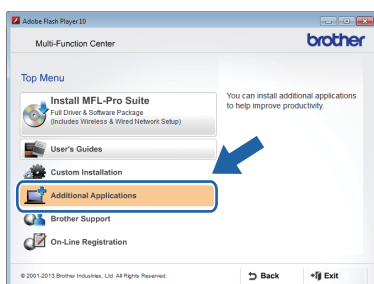 Adobe Flash Player 10
Multi-Function Center
brother
Top Menu
Install MFL-Pro Suite
Full Driver & Software Package
(Includes Wireless & Wired Network Setup)
User's Guides
Custom Installation
Additional Applications
Brother Support
On-Line Registration
You can install additional applications
to help improve productivity.
© 2001-2013 Brother Industries, Ltd. All Rights Reserved.
Back
Exit